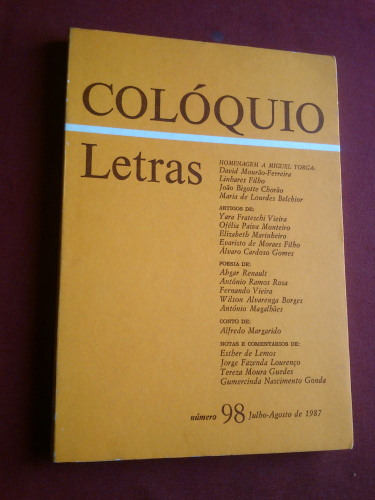 COLÓQUIO
Letras
HOMENAGEM A MIGUEL TORGA:
David Mourão-Ferreira
Linhares Filho
João Bigotte Chorão
Maria de Lourdes Belchior
ARTIGOS DE:
Yara Frateschi Vieira
Ofélia Paiva Monteiro
Elizabeth Marinheiro
Evaristo de Moraes Filho
Álvaro Cardoso Gomes
POESIA DE:
Abgar Renault
António Ramos Rosa
Fernando Vieira
Wilson Alvarenga Borges
António Magalhães
CONTO DE:
Alfredo Margarido
NOTAS E COMENTÁRIOS DE:
Esther de Lemos
Jorge Fazenda Lourenço
Tereza Moura Guedes
Gumercinda Nascimento Gonda
número 98 Julho-Agosto de 1987